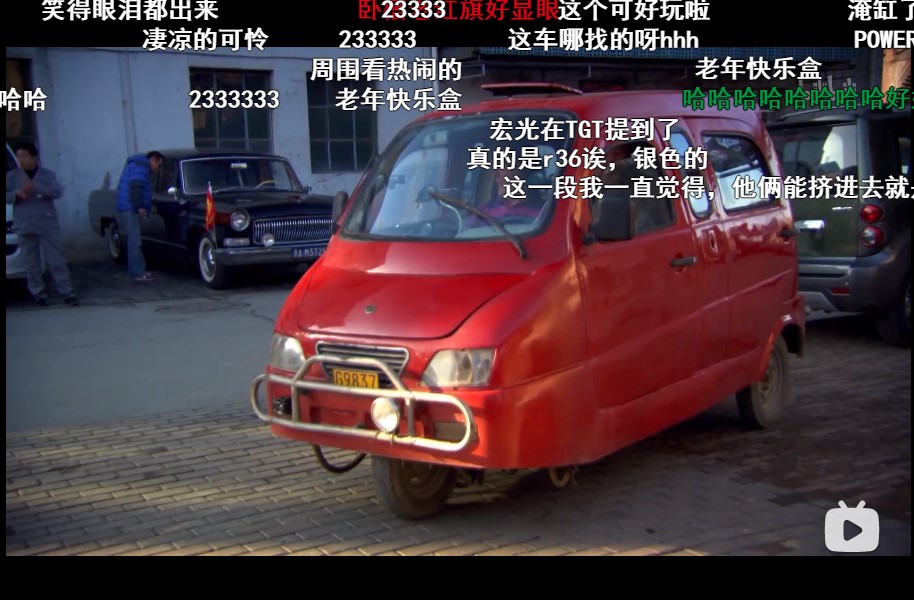 笑得眼泪都出来
23333
这个可好玩啦
淹缸了
凄凉的可怜
233333
这车哪找的呀hhh
POWER
周围看热闹的
老年快乐盒
哈哈
2333333
老年快乐盒
哈哈哈哈哈哈哈哈好
宏光在TGT提到了
真的是r36诶，银色的
这一段我一直觉得，他俩能挤进去就
G9837